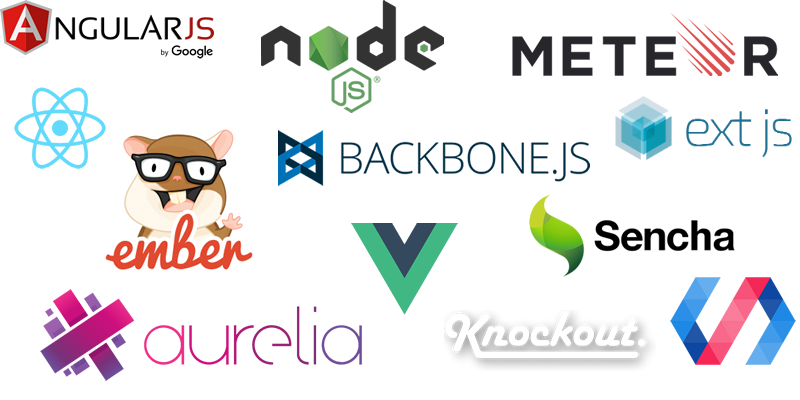 ANGULARJS
by Google
node
JS®
METEOR
ext js
BACKBONE.JS
ember
Sencha
aurelia
Knockout.